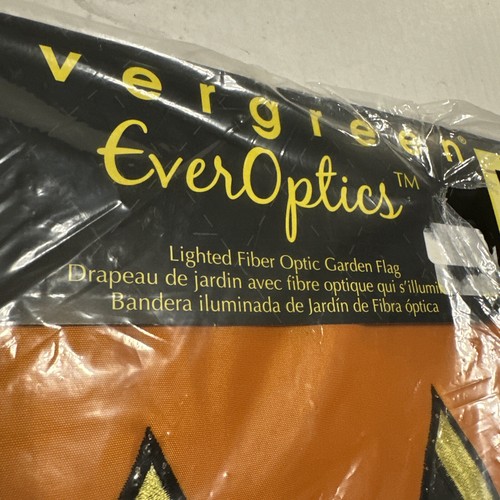 vergreen®
EverOptics™
Lighted Fiber Optic Garden Flag
Drapeau de jardin avec fibre optique qui s'illumi
Bandera iluminada de Jardín de Fibra óptica